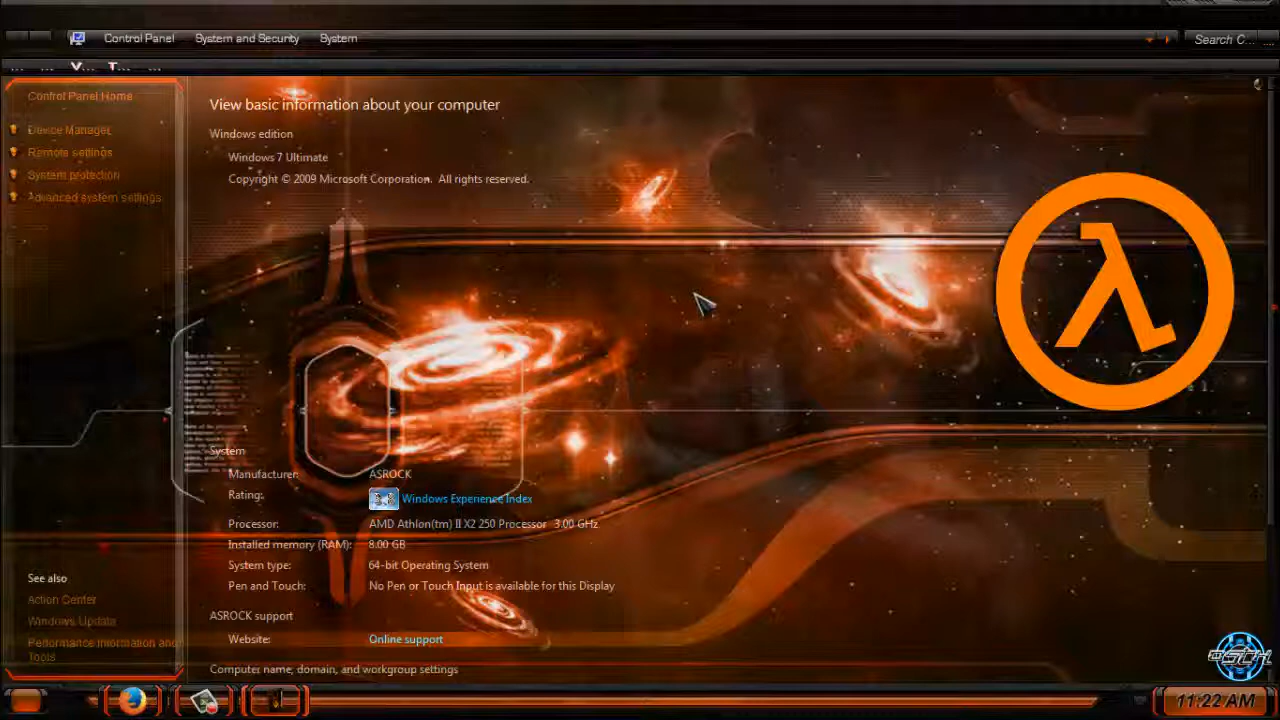 Control Panel
System and Security
System
Search C...
Control Panel Home
Device Manager
Remote settings
System protection
Advanced system settings
View basic information about your computer
Windows edition
Windows 7 Ultimate
Copyright © 2009 Microsoft Corporation. All rights reserved.
λ
System
Manufacturer: ASROCK
Rating: Windows Experience Index
Processor: AMD Athlon(tm) II X2 250 Processor 3.00 GHz
Installed memory (RAM): 8.00 GB
System type: 64-bit Operating System
Pen and Touch: No Pen or Touch Input is available for this Display
ASROCK support
Website: Online support
Computer name, domain, and workgroup settings
See also
Action Center
Windows Update
Performance Information and
Tools
11:22 AM